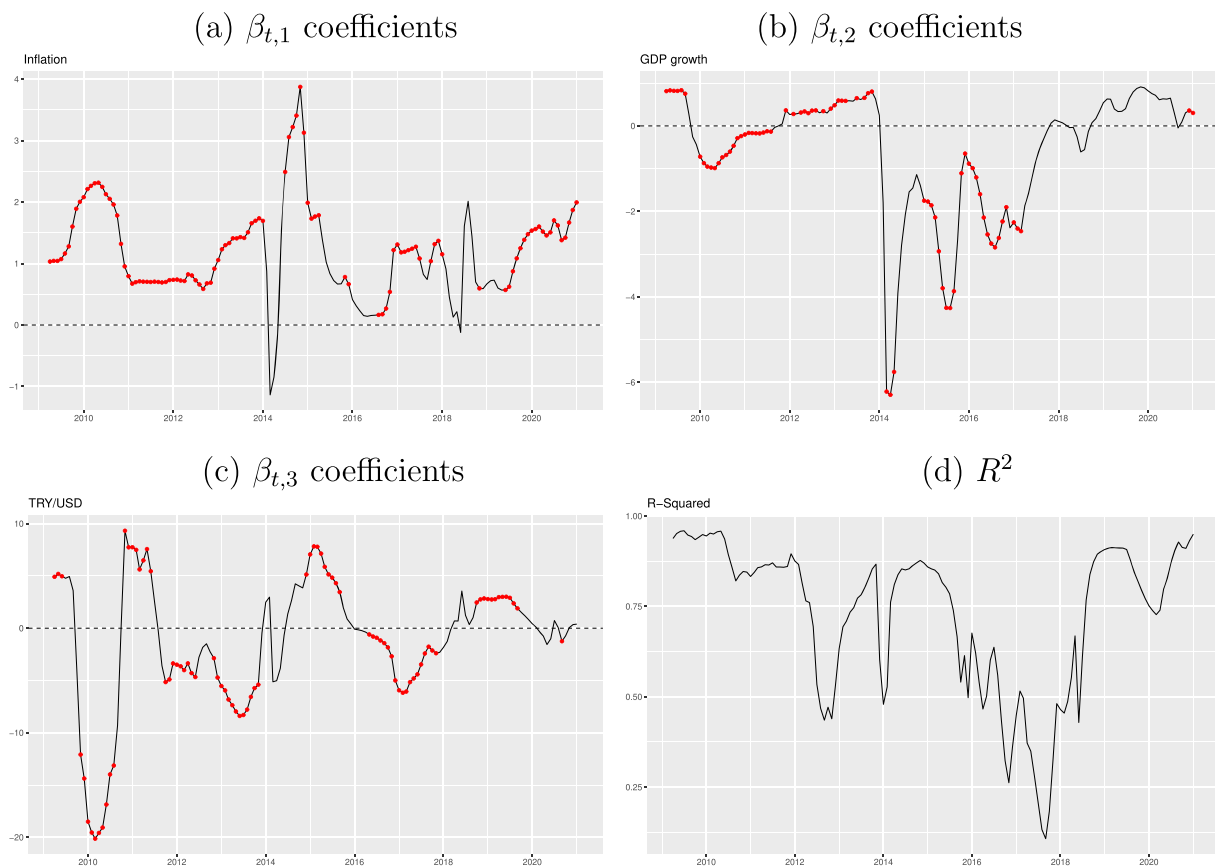 (a) β_{t,1} coefficients
Inflation
4
3
2
1
0
−1
2010 2012 2014 2016 2018 2020
(b) β_{t,2} coefficients
GDP growth
0
−2
−4
−6
2010 2012 2014 2016 2018 2020
(c) β_{t,3} coefficients
TRY/USD
10
0
−10
−20
2010 2012 2014 2016 2018 2020
(d) R²
R−Squared
1.00
0.75
0.50
0.25
2010 2012 2014 2016 2018 2020